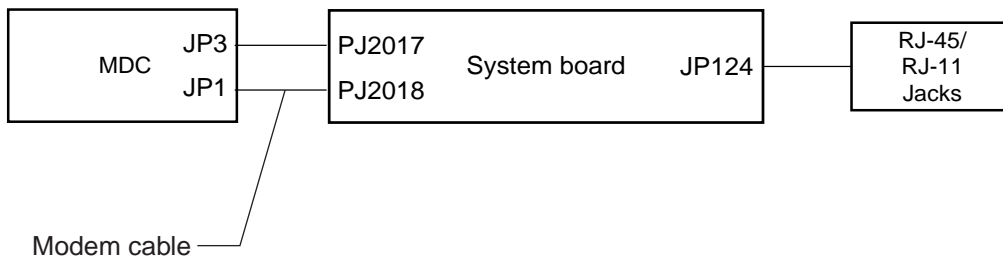 MDC
JP3
JP1
PJ2017
PJ2018
System board
JP124
RJ-45/
RJ-11
Jacks
Modem cable